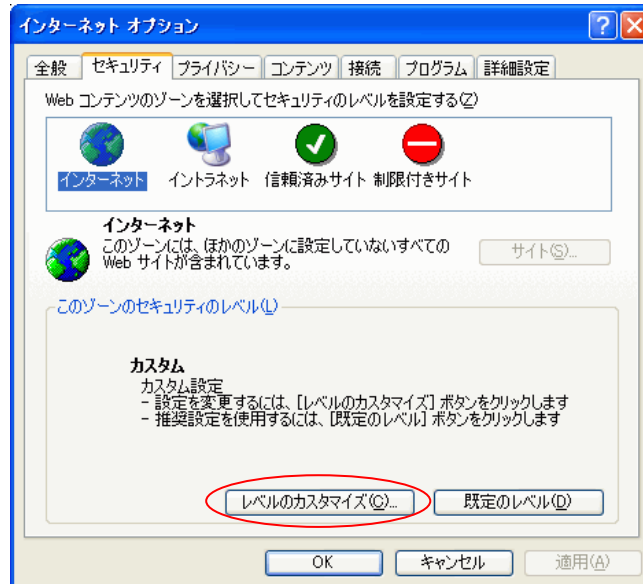 インターネット オプション
全般 セキュリティ プライバシー コンテンツ 接続 プログラム 詳細設定
Web コンテンツのゾーンを選択してセキュリティのレベルを設定する(Z)
インターネット イントラネット 信頼済みサイト 制限付きサイト
インターネット
このゾーンには、ほかのゾーンに設定していないすべての
Web サイトが含まれています。
サイト(S)...
このゾーンのセキュリティのレベル(L)
カスタム
カスタム設定
- 設定を変更するには、[レベルのカスタマイズ] ボタンをクリックします
- 推奨設定を使用するには、[既定のレベル] ボタンをクリックします
レベルのカスタマイズ(C)... 既定のレベル(D)
OK キャンセル 適用(A)